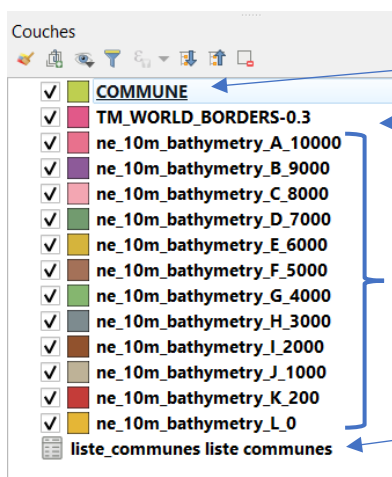 Couches
COMMUNE
TM_WORLD_BORDERS-0.3
ne_10m_bathymetry_A_10000
ne_10m_bathymetry_B_9000
ne_10m_bathymetry_C_8000
ne_10m_bathymetry_D_7000
ne_10m_bathymetry_E_6000
ne_10m_bathymetry_F_5000
ne_10m_bathymetry_G_4000
ne_10m_bathymetry_H_3000
ne_10m_bathymetry_I_2000
ne_10m_bathymetry_J_1000
ne_10m_bathymetry_K_200
ne_10m_bathymetry_L_0
liste_communes liste communes